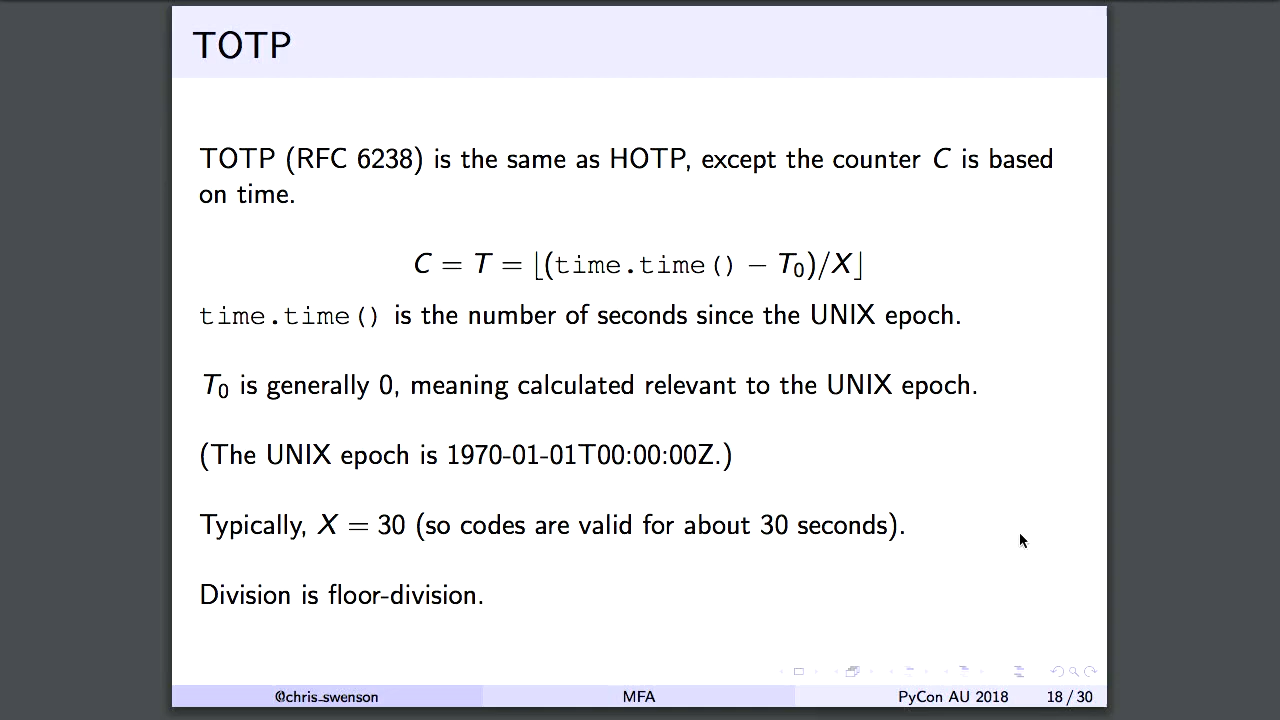 TOTP
TOTP (RFC 6238) is the same as HOTP, except the counter C is based
on time.
C = T = ⌊(time.time() − T₀)/X⌋
time.time() is the number of seconds since the UNIX epoch.
T₀ is generally 0, meaning calculated relevant to the UNIX epoch.
(The UNIX epoch is 1970-01-01T00:00:00Z.)
Typically, X = 30 (so codes are valid for about 30 seconds).
Division is floor-division.
@chris_swenson MFA PyCon AU 2018 18 / 30